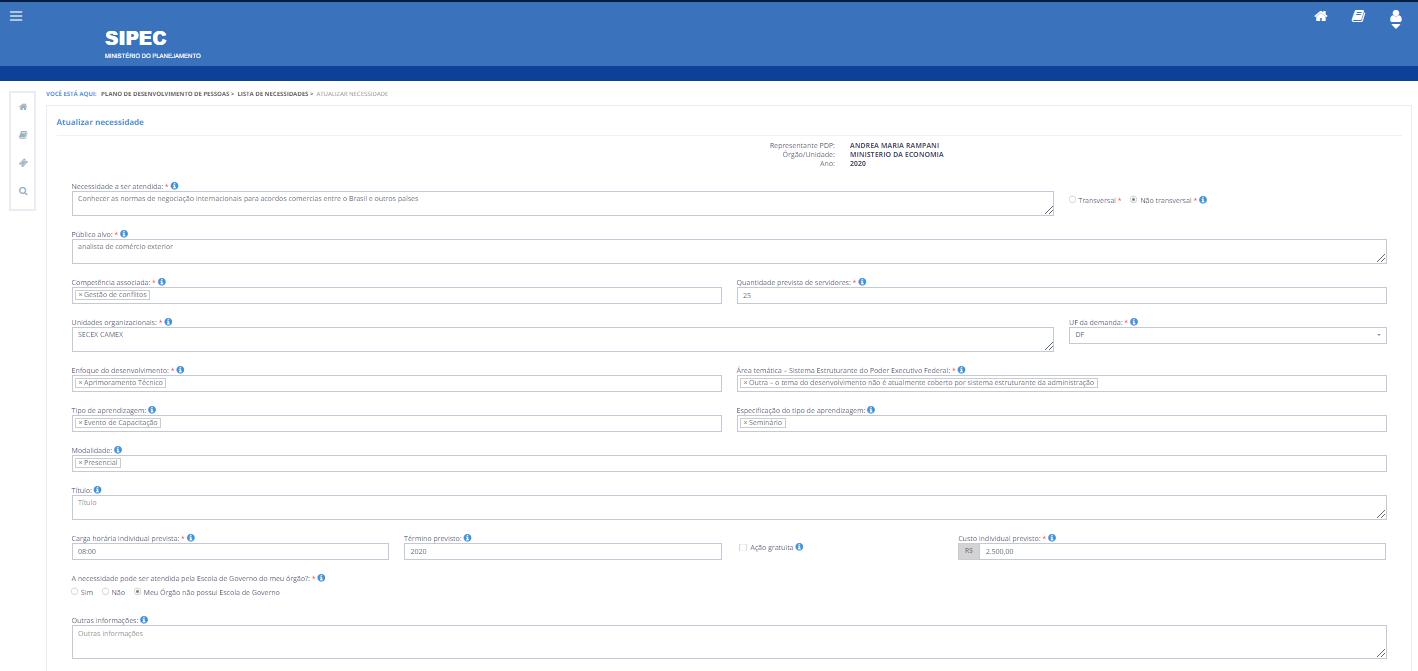 SIPEC
MINISTÉRIO DO PLANEJAMENTO
VOCÊ ESTÁ AQUI: PLANO DE DESENVOLVIMENTO DE PESSOAS > LISTA DE NECESSIDADES > ATUALIZAR NECESSIDADE
Atualizar necessidade
Representante PDP: ANDREA MARIA RAMPANI
Órgão/Unidade: MINISTERIO DA ECONOMIA
Ano: 2020
Necessidade a ser atendida: *
Conhecer as normas de negociação internacionais para acordos comercias entre o Brasil e outros países
Transversal * Não transversal *
Público alvo: *
analista de comércio exterior
Competência associada: * Quantidade prevista de servidores: *
× Gestão de conflitos 25
Unidades organizacionais: * UF da demanda: *
SECEX CAMEX DF
Enfoque do desenvolvimento: * Área temática – Sistema Estruturante do Poder Executivo Federal: *
× Aprimoramento Técnico × Outra – o tema do desenvolvimento não é atualmente coberto por sistema estruturante da administração
Tipo de aprendizagem: Especificação do tipo de aprendizagem:
× Evento de Capacitação × Seminário
Modalidade:
× Presencial
Título:
Título
Carga horária individual prevista: * Término previsto: Custo individual previsto: *
08:00 2020 Ação gratuita R$ 2.500,00
A necessidade pode ser atendida pela Escola de Governo do meu órgão?: *
Sim Não Meu Órgão não possui Escola de Governo
Outras informações:
Outras informações